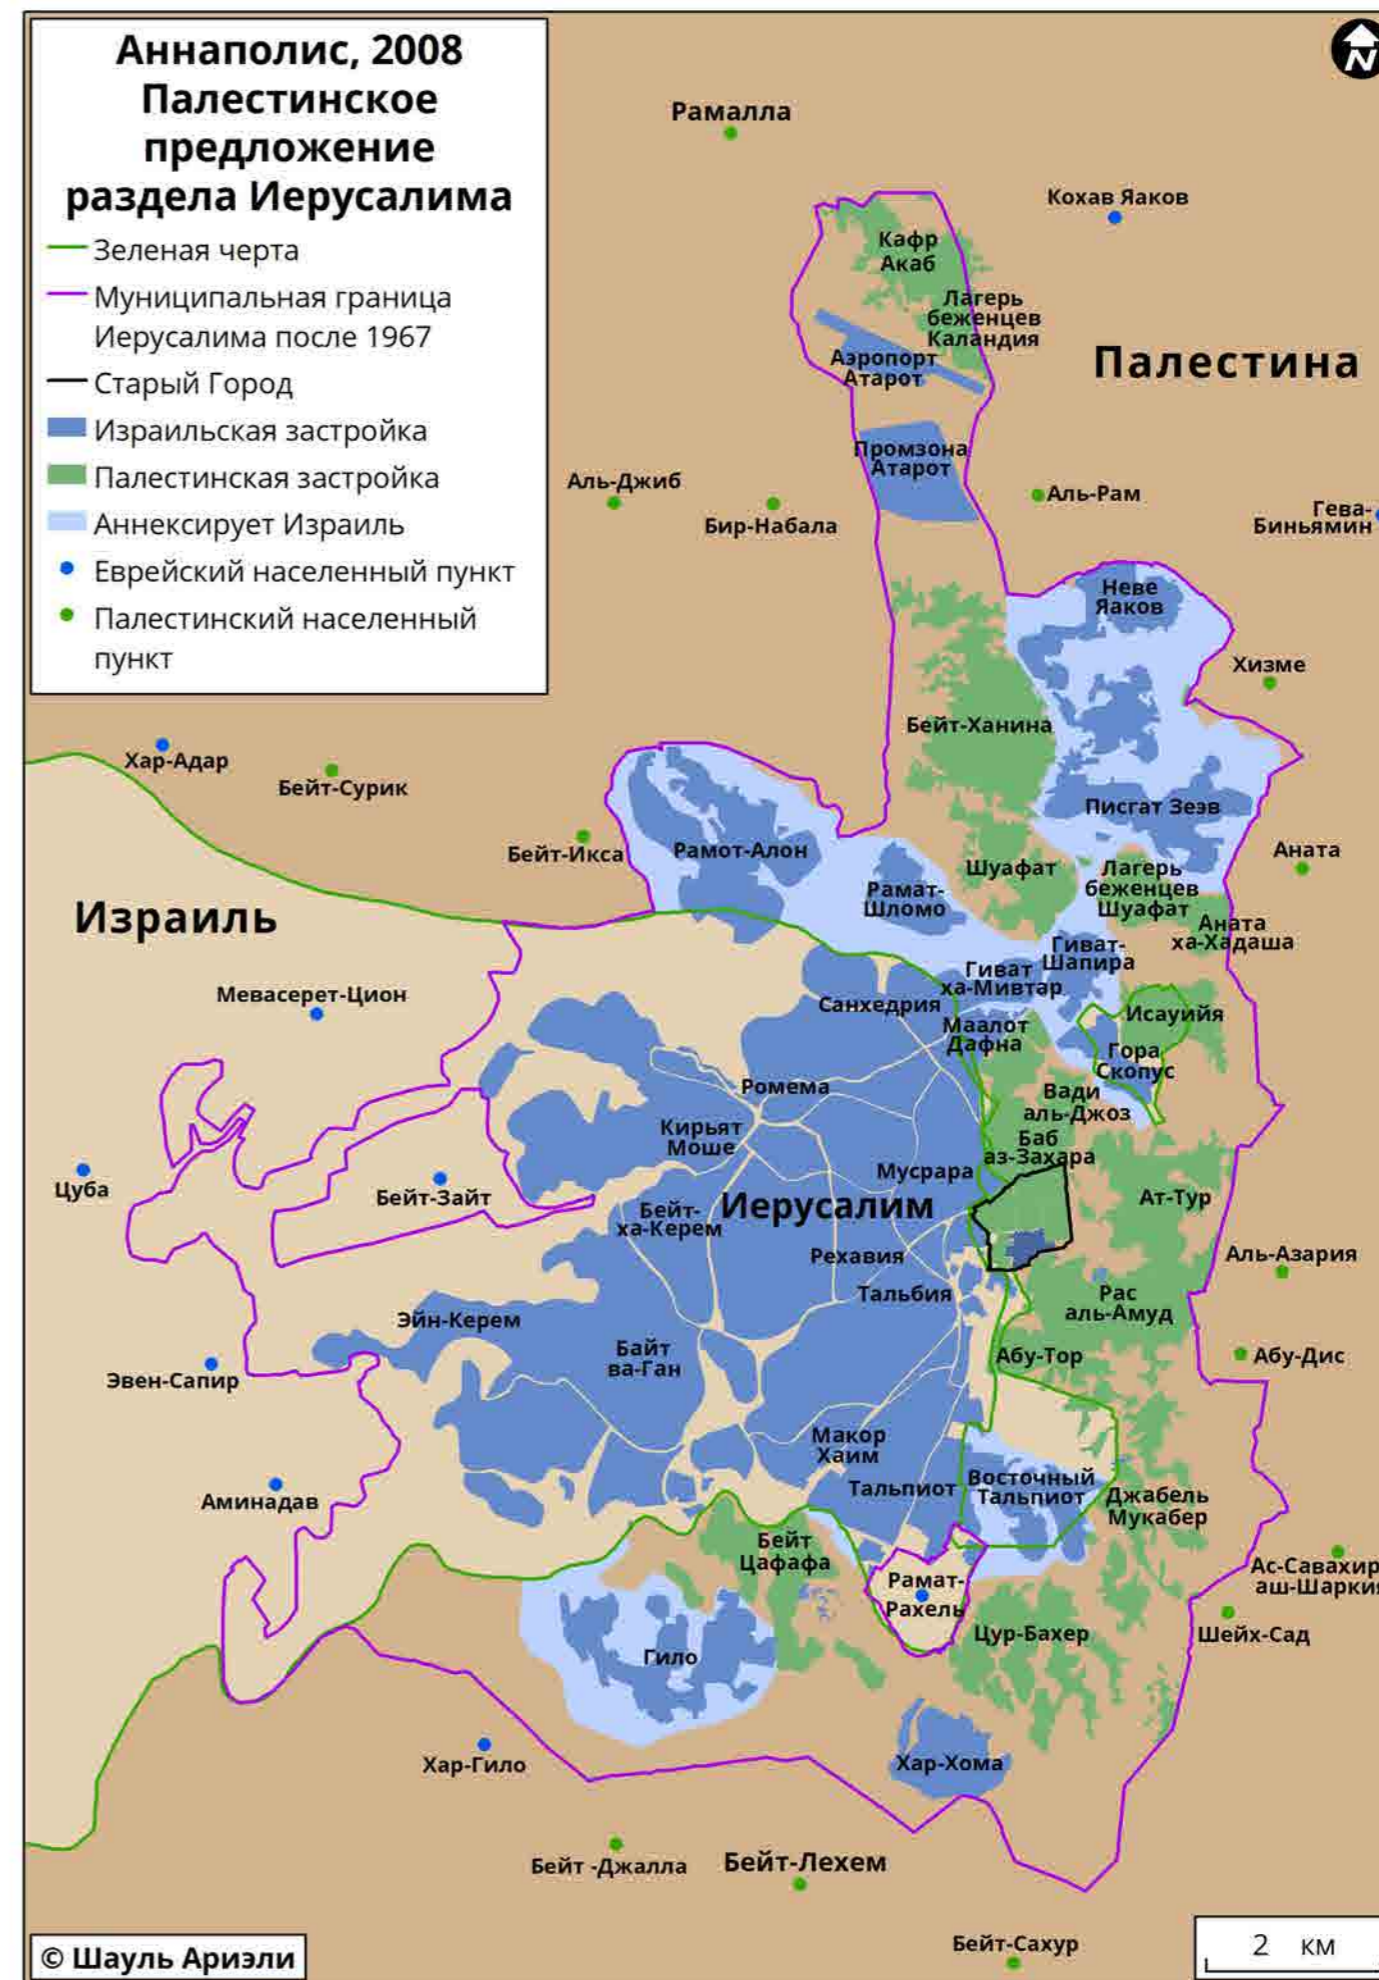 Аннаполис, 2008
Палестинское
предложение
раздела Иерусалима
Зеленая черта
Муниципальная граница
Иерусалима после 1967
Старый Город
Израильская застройка
Палестинская застройка
Аннексирует Израиль
Еврейский населенный пункт
Палестинский населенный
пункт
N
Рамалла
Кохав Яаков
Кафр
Акаб
Лагерь
беженцев
Каландия
Аэропорт
Атарот
Палестина
Промзона
Атарот
Аль-Джиб
Бир-Набала
Аль-Рам
Гева-
Биньямин
Неве
Яаков
Хизме
Бейт-Ханина
Хар-Адар
Бейт-Сурик
Писгат Зеэв
Бейт-Икса
Рамот-Алон
Шуафат
Рамат-
Шломо
Лагерь
беженцев
Шуафат
Аната
Израиль
Аната
ха-Хадаша
Гиват-
Шапира
Гиват
ха-Мивтар
Мевасерет-Цион
Санхедрия
Исауийя
Маалот
Дафна
Гора
Скопус
Ромема
Вади
аль-Джоз
Кирьят
Моше
Баб
аз-Захара
Мусрара
Цуба
Бейт-Зайт
Ат-Тур
Иерусалим
Бейт-
ха-Керем
Рехавия
Аль-Азария
Тальбия
Рас
аль-Амуд
Эйн-Керем
Байт
ва-Ган
Абу-Тор
Абу-Дис
Эвен-Сапир
Макор
Хаим
Тальпиот
Восточный
Тальпиот
Аминадав
Джабель
Мукабер
Бейт
Цафафа
Рамат-
Рахель
Ас-Савахир
аш-Шаркия
Цур-Бахер
Шейх-Сад
Гило
Хар-Гило
Хар-Хома
Бейт -Джалла
Бейт-Лехем
Бейт-Сахур
2 км
© Шауль Ариэли